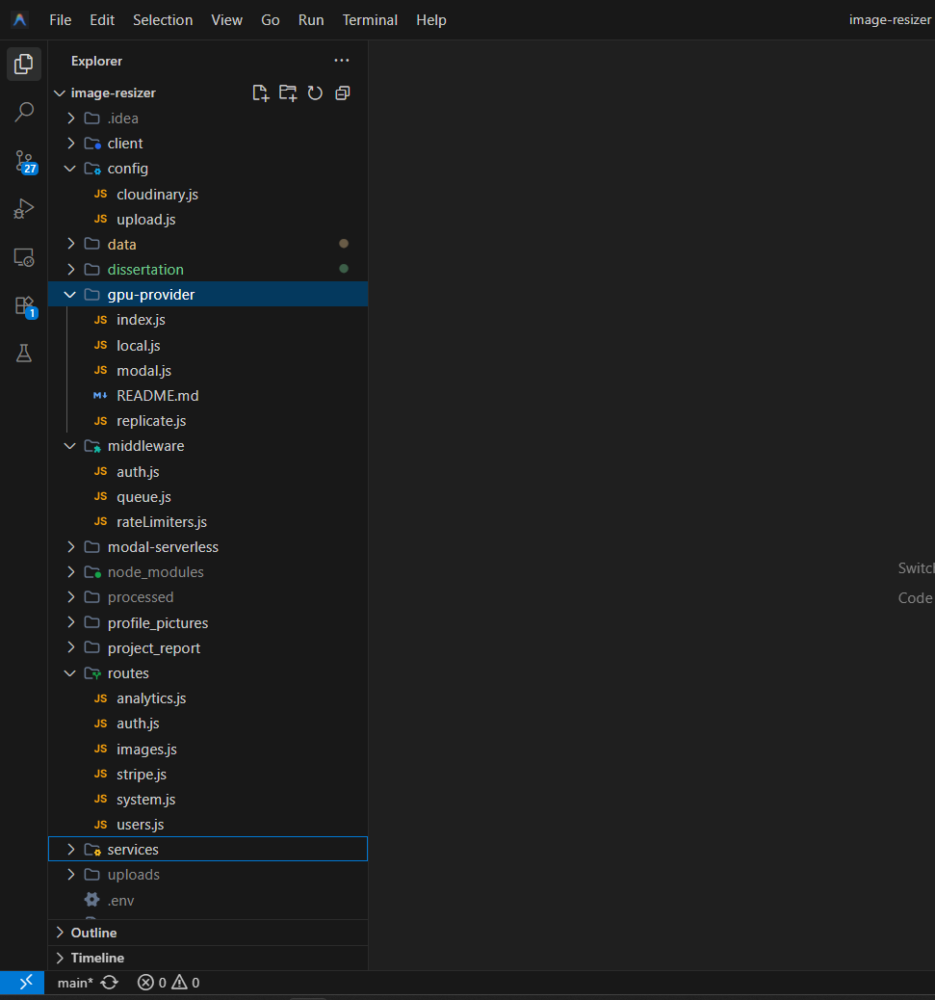 File Edit Selection View Go Run Terminal Help image-resizer
Explorer
image-resizer
.idea
client
config
27
JS cloudinary.js
JS upload.js
data
dissertation
gpu-provider
1
JS index.js
JS local.js
JS modal.js
M↓ README.md
JS replicate.js
middleware
JS auth.js
JS queue.js
JS rateLimiters.js
modal-serverless
node_modules
Switc
processed
Code
profile_pictures
project_report
routes
JS analytics.js
JS auth.js
JS images.js
JS stripe.js
JS system.js
JS users.js
services
uploads
.env
Outline
Timeline
main* 0 0